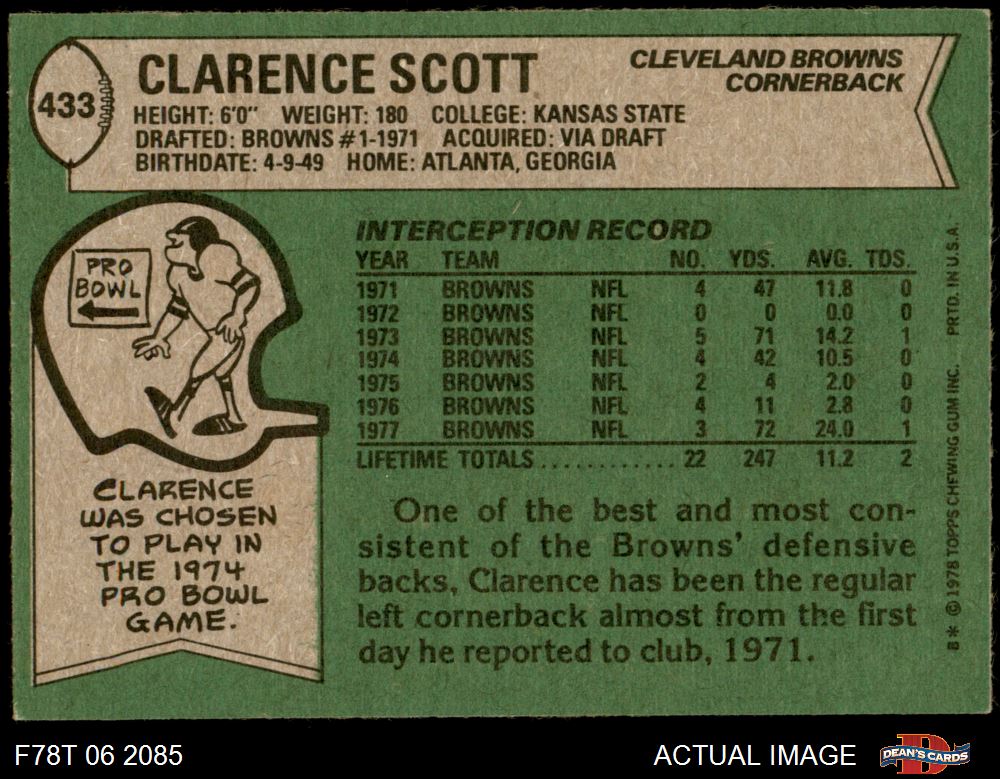 433
CLARENCE SCOTT
CLEVELAND BROWNS
CORNERBACK
HEIGHT: 6'0" WEIGHT: 180 COLLEGE: KANSAS STATE
DRAFTED: BROWNS #1-1971 ACQUIRED: VIA DRAFT
BIRTHDATE: 4-9-49 HOME: ATLANTA, GEORGIA
PRO
BOWL
CLARENCE
WAS CHOSEN
TO PLAY IN
THE 1974
PRO BOWL
GAME.
INTERCEPTION RECORD
YEAR TEAM NO. YDS. AVG. TDS.
1971 BROWNS NFL 4 47 11.8 0
1972 BROWNS NFL 0 0 0.0 0
1973 BROWNS NFL 5 71 14.2 1
1974 BROWNS NFL 4 42 10.5 0
1975 BROWNS NFL 2 4 2.0 0
1976 BROWNS NFL 4 11 2.8 0
1977 BROWNS NFL 3 72 24.0 1
LIFETIME TOTALS............. 22 247 11.2 2
One of the best and most con-
sistent of the Browns' defensive
backs, Clarence has been the regular
left cornerback almost from the first
day he reported to club, 1971.
B* © 1978 TOPPS CHEWING GUM INC. PRTD. IN U.S.A.
F78T 06 2085
ACTUAL IMAGE
DEAN'S CARDS